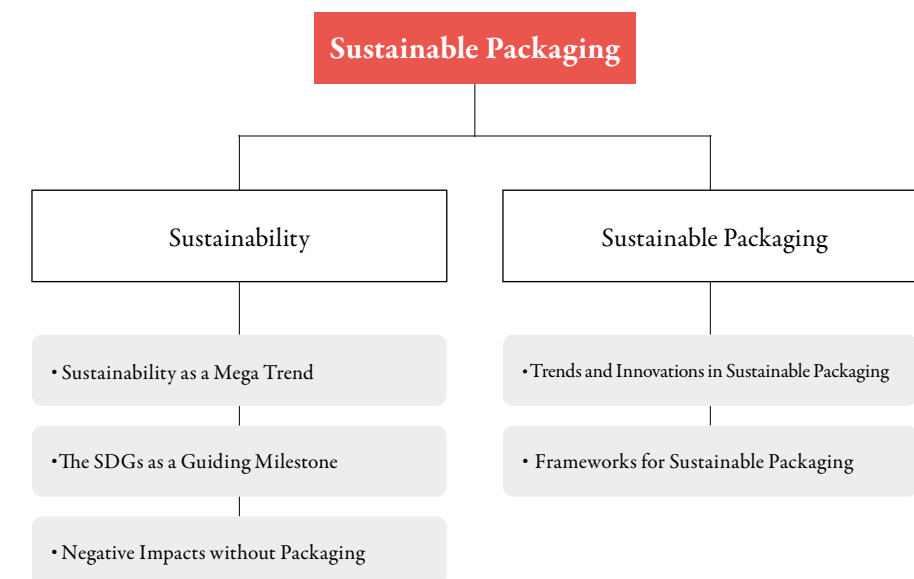 Sustainable Packaging
Sustainability
• Sustainability as a Mega Trend
•The SDGs as a Guiding Milestone
• Negative Impacts without Packaging
Sustainable Packaging
•Trends and Innovations in Sustainable Packaging
• Frameworks for Sustainable Packaging